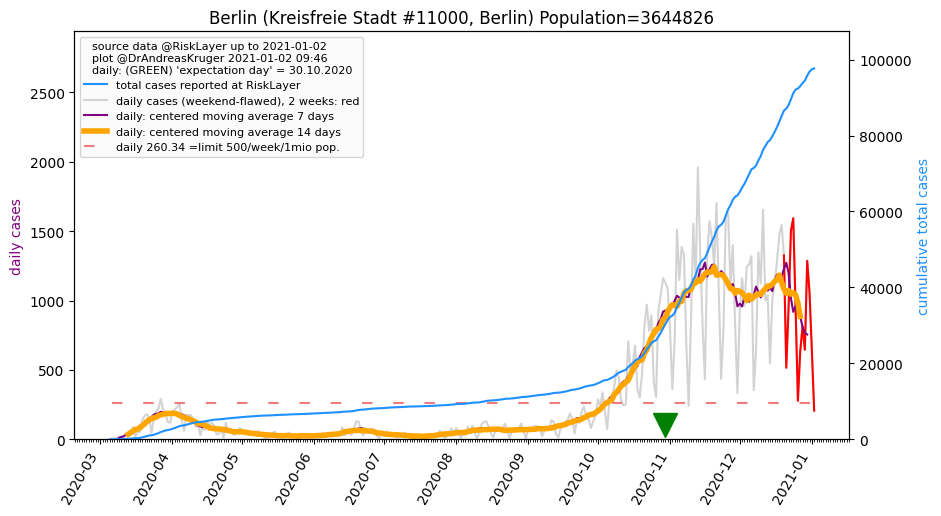 Berlin (Kreisfreie Stadt #11000, Berlin) Population=3644826
source data @RiskLayer up to 2021-01-02
plot @DrAndreasKruger 2021-01-02 09:46
daily: (GREEN) 'expectation day' = 30.10.2020
total cases reported at RiskLayer
daily cases (weekend-flawed), 2 weeks: red
daily: centered moving average 7 days
daily: centered moving average 14 days
daily 260.34 =limit 500/week/1mio pop.
daily cases
2500
2000
1500
1000
500
0
cumulative total cases
100000
80000
60000
40000
20000
0
2020-03
2020-04
2020-05
2020-06
2020-07
2020-08
2020-09
2020-10
2020-11
2020-12
2021-01